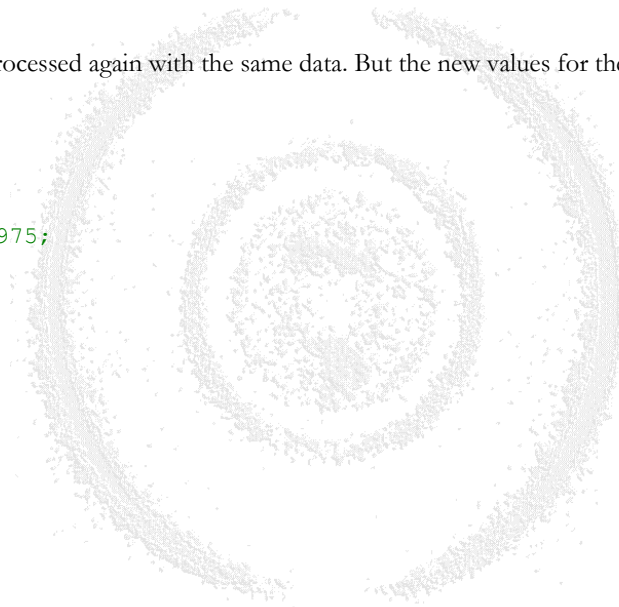 rocessed again with the same data. But the new values for the
975;